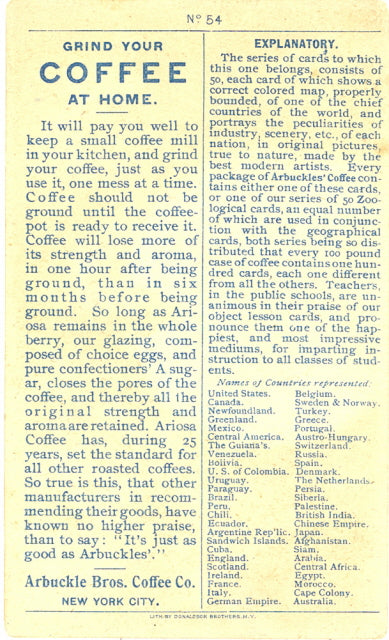 No 54
GRIND YOUR
COFFEE
AT HOME.
It will pay you well to
keep a small coffee mill
in your kitchen, and grind
your coffee, just as you
use it, one mess at a time.
Coffee should not be
ground until the coffee-
pot is ready to receive it.
Coffee will lose more of
its strength and aroma,
in one hour after being
ground, than in six
months before being
ground. So long as Ari-
osa remains in the whole
berry, our glazing, com-
posed of choice eggs, and
pure confectioners' A sug-
ar, closes the pores of the
coffee, and thereby all the
original strength and
aroma are retained. Ariosa
Coffee has, during 25
years, set the standard for
all other roasted coffees.
So true is this, that other
manufacturers in recom-
mending their goods, have
known no higher praise,
than to say: "It's just as
good as Arbuckles'."
Arbuckle Bros. Coffee Co.
NEW YORK CITY.
EXPLANATORY.
The series of cards to which
this one belongs, consists of
50, each card of which shows a
correct colored map, properly
bounded, of one of the chief
countries of the world, and
portrays the peculiarities of
industry, scenery, etc., of each
nation, in original pictures,
true to nature, made by the
best modern artists. Every
package of Arbuckles' Coffee con-
tains either one of these cards,
or one of our series of 50 Zoo-
logical cards, an equal number
of which are used in conjunc-
tion with the geographical
cards, both series being so dis-
tributed that every 100 pound
case of coffee contains one hun-
dred cards, each one different
from all the others. Teachers,
in the public schools, are un-
animous in their praise of our
object lesson cards, and pro-
nounce them one of the hap-
piest, and most impressive
mediums, for imparting in-
struction to all classes of stud-
ents.
Names of Countries represented:
United States. Belgium.
Canada. Sweden & Norway.
Newfoundland. Turkey.
Greenland. Greece.
Mexico. Portugal.
Central America. Austro-Hungary.
The Guiana's. Switzerland.
Venezuela. Russia.
Bolivia. Spain.
U. S. of Colombia. Denmark.
Uruguay. The Netherlands.
Paraguay. Persia.
Brazil. Siberia.
Peru. Palestine.
Chili. British India.
Ecuador. Chinese Empire.
Argentine Rep'lic. Japan.
Sandwich Islands. Afghanistan.
Cuba. Siam.
England. Arabia.
Scotland. Central Africa.
Ireland. Egypt.
France. Morocco.
Italy. Cape Colony.
German Empire. Australia.
LITH. BY DONALDSON BROTHERS, N.Y.